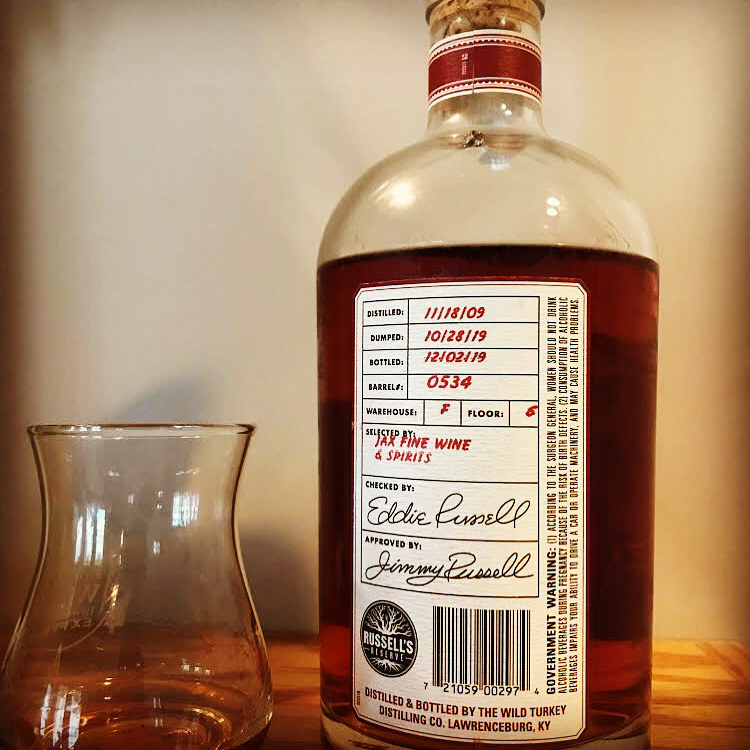 DISTILLED: 11/18/09
DUMPED: 10/28/19
BOTTLED: 12/02/19
BARREL#: 0534
WAREHOUSE: F FLOOR: 6
SELECTED BY:
JAX FINE WINE
& SPIRITS
CHECKED BY:
Eddie Russell
APPROVED BY:
Jimmy Russell
RUSSELL'S
RESERVE
7 21059 00297 4
DISTILLED & BOTTLED BY THE WILD TURKEY
DISTILLING CO. LAWRENCEBURG, KY
GOVERNMENT WARNING: (1) ACCORDING TO THE SURGEON GENERAL, WOMEN SHOULD NOT DRINK
ALCOHOLIC BEVERAGES DURING PREGNANCY BECAUSE OF THE RISK OF BIRTH DEFECTS. (2) CONSUMPTION OF ALCOHOLIC
BEVERAGES IMPAIRS YOUR ABILITY TO DRIVE A CAR OR OPERATE MACHINERY, AND MAY CAUSE HEALTH PROBLEMS.